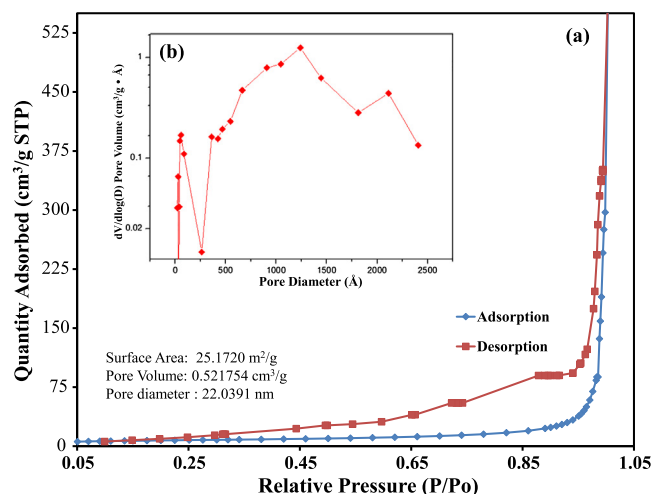 (a)
525
450
375
300
225
150
75
0
Quantity Adsorbed (cm³/g STP)
0.05
0.25
0.45
0.65
0.85
1.05
Relative Pressure (P/Po)
(b)
1
0.1
0.02
dV/dlog(D) Pore Volume (cm³/g • Å)
0
500
1000
1500
2000
2500
Pore Diameter (Å)
Adsorption
Desorption
Surface Area: 25.1720 m²/g
Pore Volume: 0.521754 cm³/g
Pore diameter : 22.0391 nm